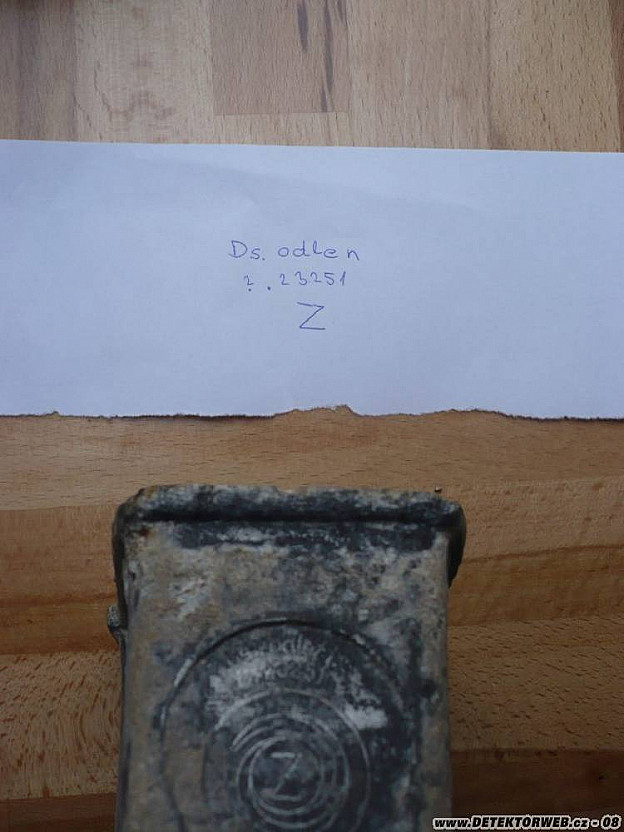 Ds. odlen
? . 23251
Z
Z
www.DETEKTORWEB.cz - 08